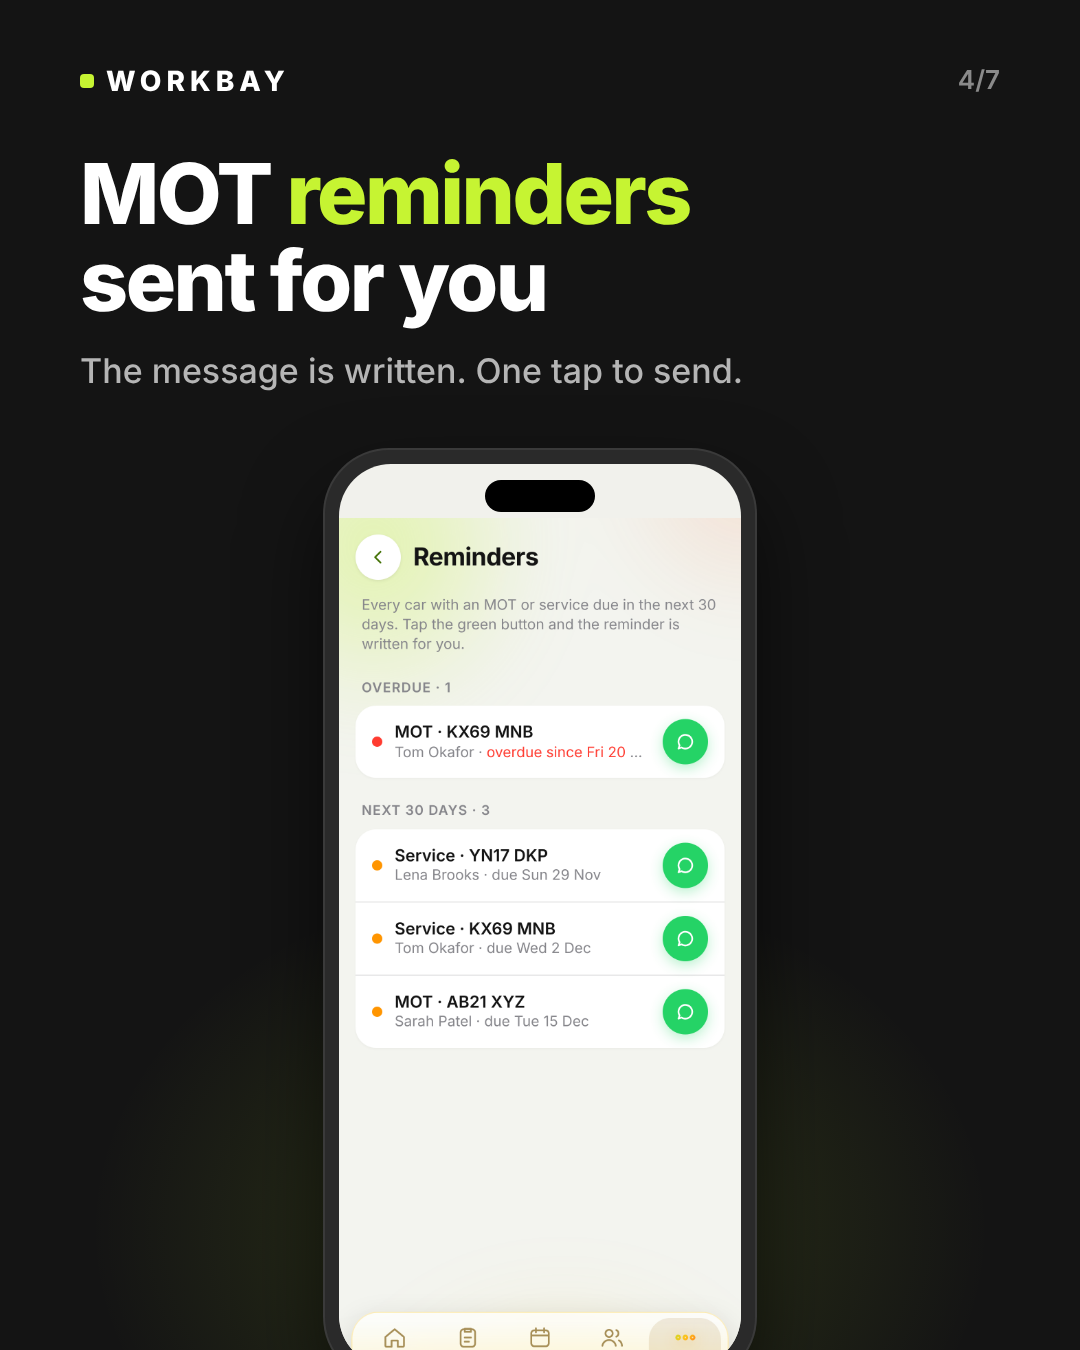 WORKBAY
4/7
MOT reminders
sent for you
The message is written. One tap to send.
Reminders
Every car with an MOT or service due in the next 30
days. Tap the green button and the reminder is
written for you.
OVERDUE · 1
MOT · KX69 MNB
Tom Okafor · overdue since Fri 20 ...
NEXT 30 DAYS · 3
Service · YN17 DKP
Lena Brooks · due Sun 29 Nov
Service · KX69 MNB
Tom Okafor · due Wed 2 Dec
MOT · AB21 XYZ
Sarah Patel · due Tue 15 Dec